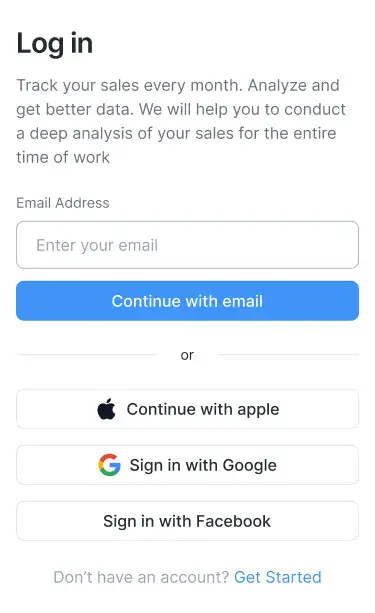 Log in
Track your sales every month. Analyze and
get better data. We will help you to conduct
a deep analysis of your sales for the entire
time of work
Email Address
Enter your email
Continue with email
or
Continue with apple
Sign in with Google
Sign in with Facebook
Don’t have an account? Get Started